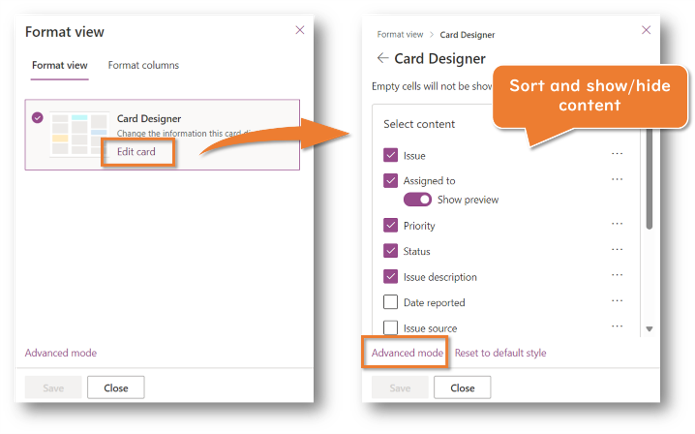 Format view
Format view Format columns
Card Designer
Change the information this card di
Edit card
Advanced mode
Save Close
Format view > Card Designer
Card Designer
Empty cells will not be show
Sort and show/hide
content
Select content
Issue
Assigned to
Show preview
Priority
Status
Issue description
Date reported
Issue source
Advanced mode Reset to default style
Save Close